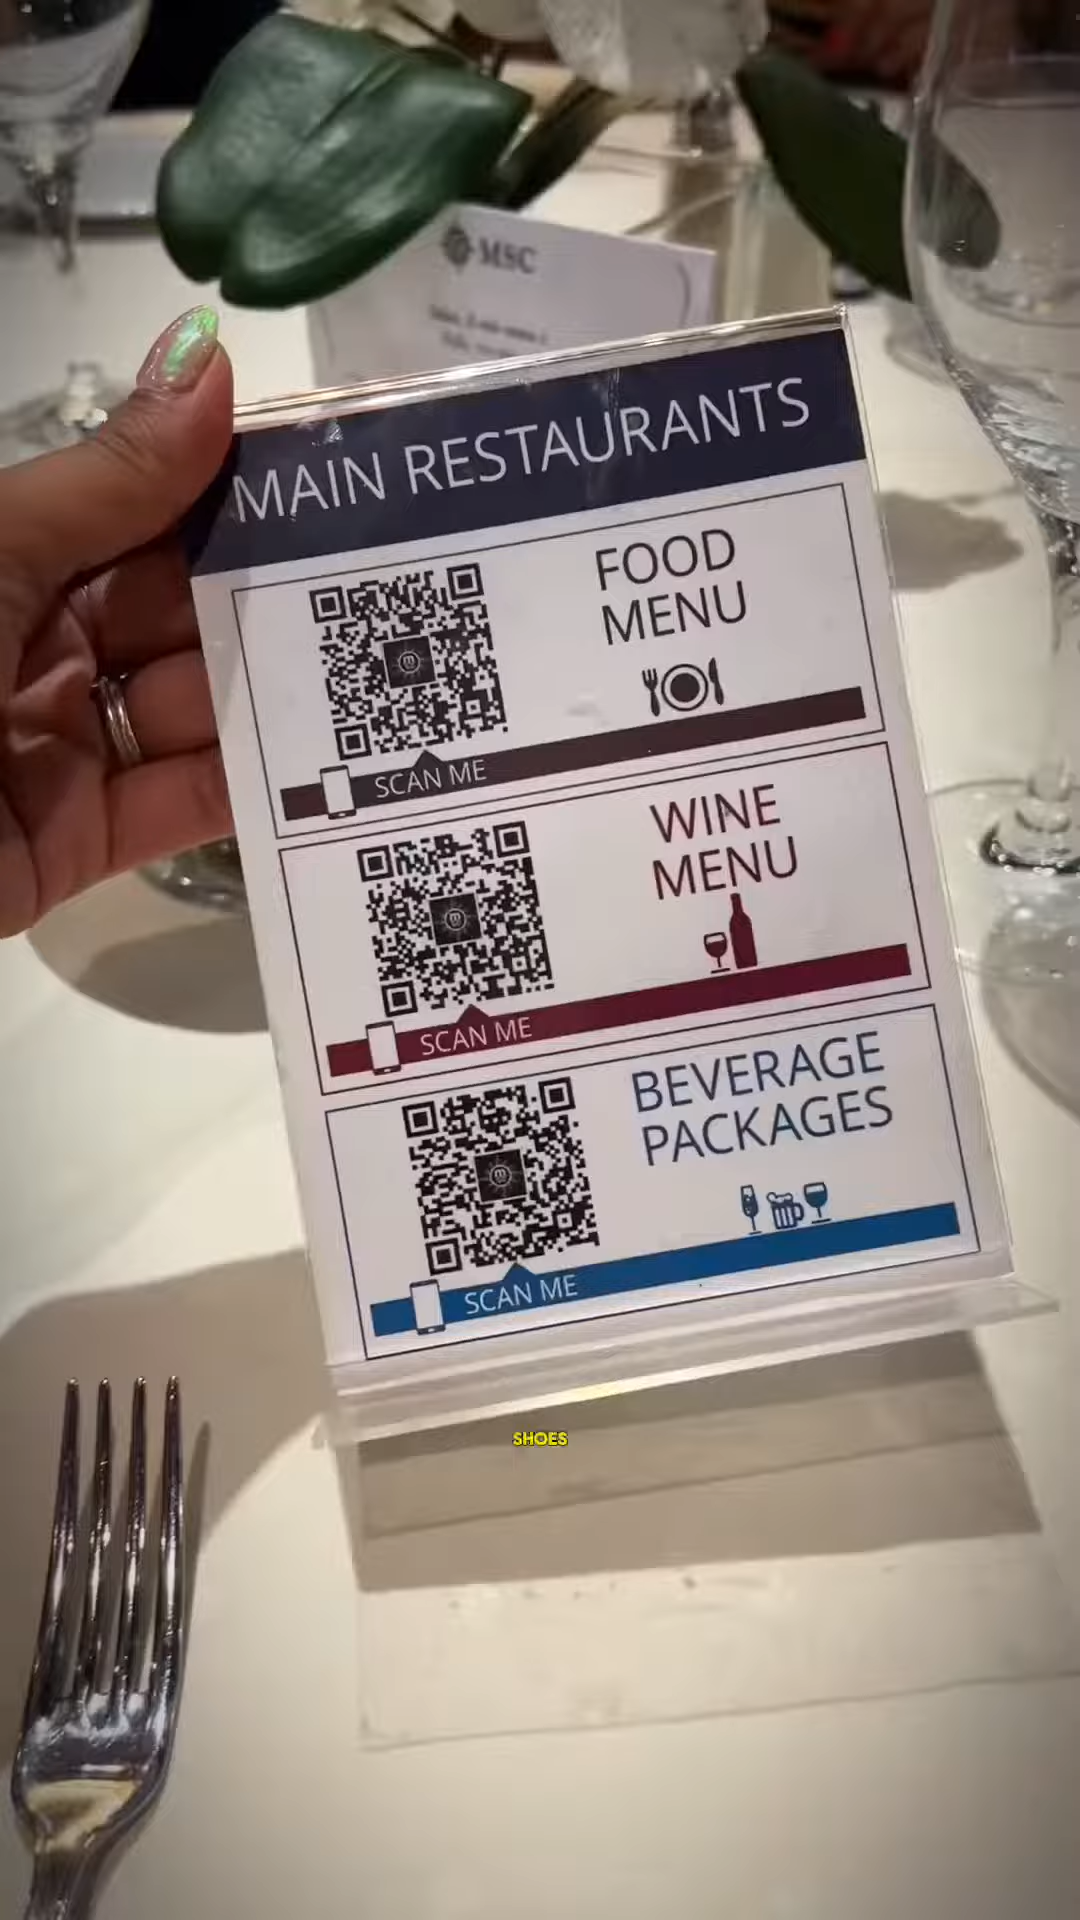 MSC
MAIN RESTAURANTS
FOOD
MENU
SCAN ME
WINE
MENU
SCAN ME
BEVERAGE
PACKAGES
SCAN ME
SHOES